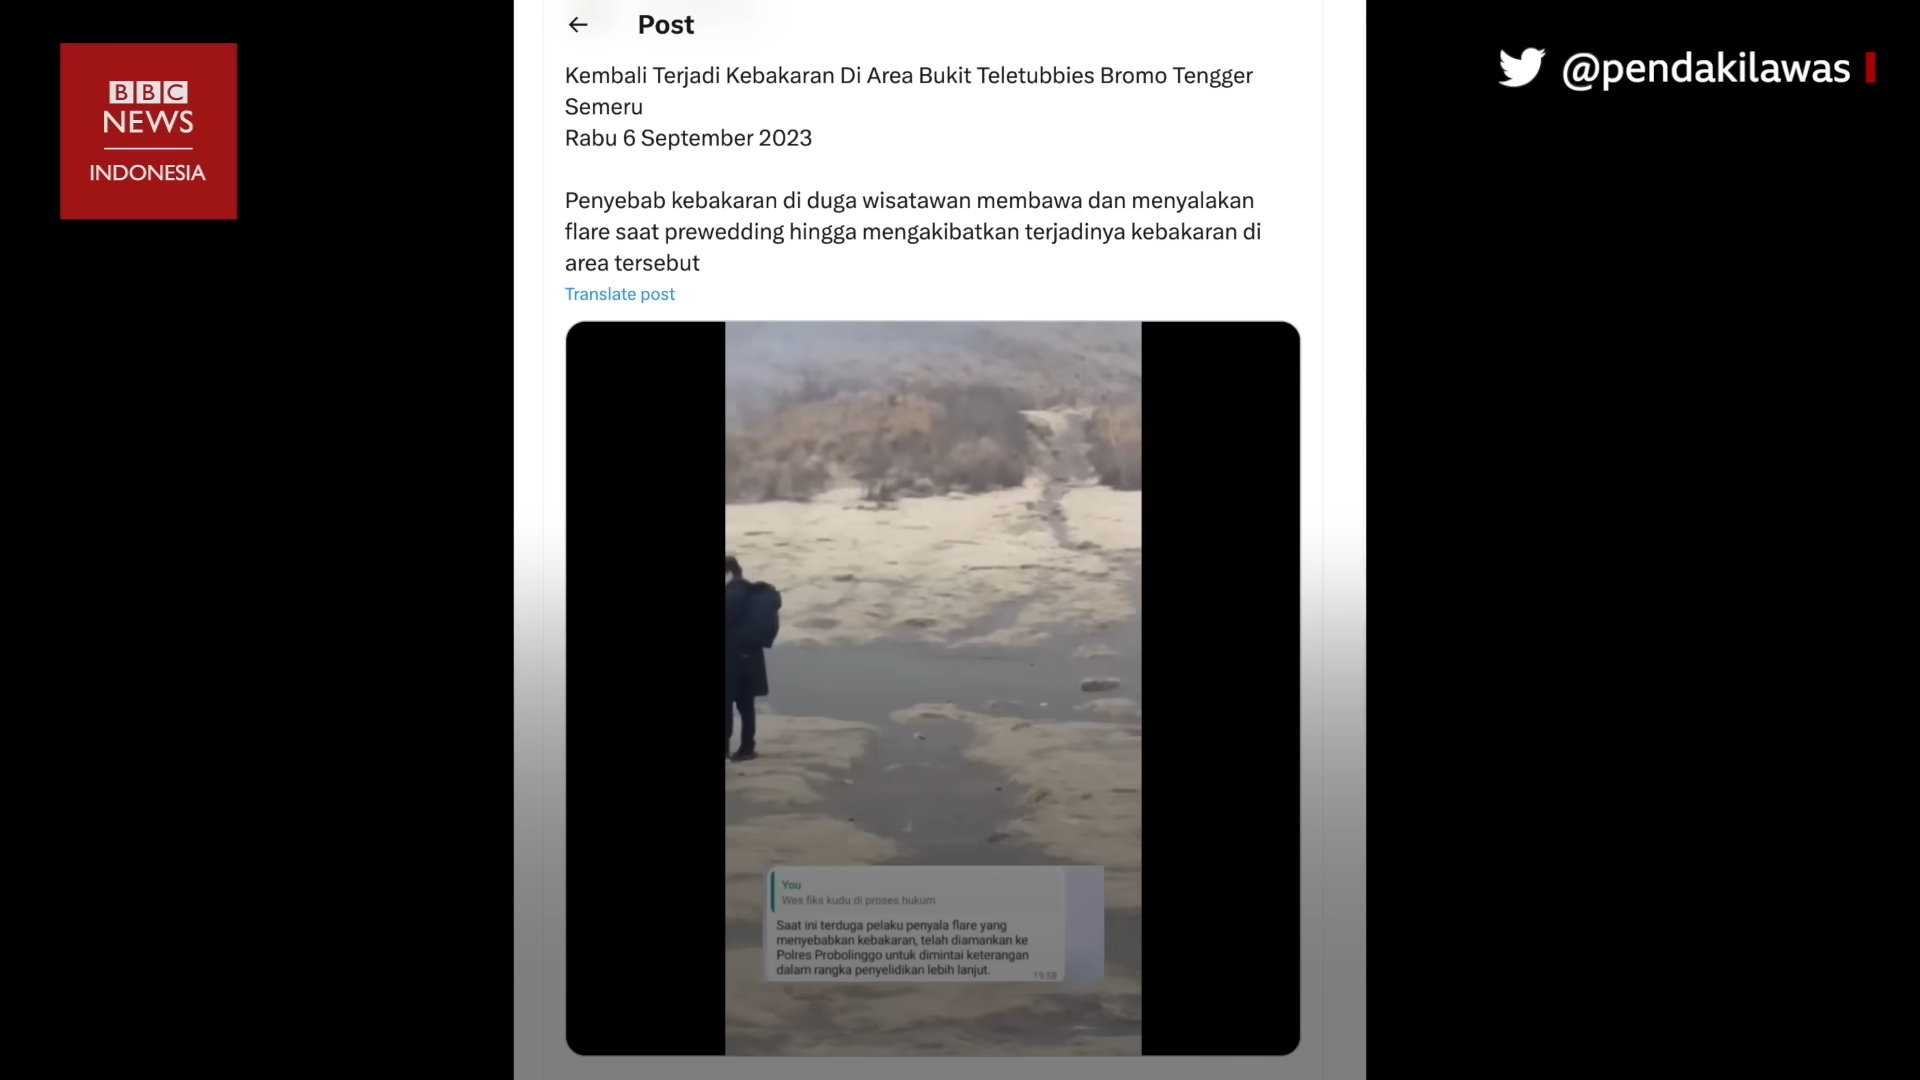 BBC
NEWS
INDONESIA
@pendakilawas
Post
Kembali Terjadi Kebakaran Di Area Bukit Teletubbies Bromo Tengger
Semeru
Rabu 6 September 2023
Penyebab kebakaran di duga wisatawan membawa dan menyalakan
flare saat prewedding hingga mengakibatkan terjadinya kebakaran di
area tersebut
Translate post
You
Wes fiks kudu di proses hukum
Saat ini terduga pelaku penyala flare yang
menyebabkan kebakaran, telah diamankan ke
Polres Probolinggo untuk dimintai keterangan
dalam rangka penyelidikan lebih lanjut.
19:58